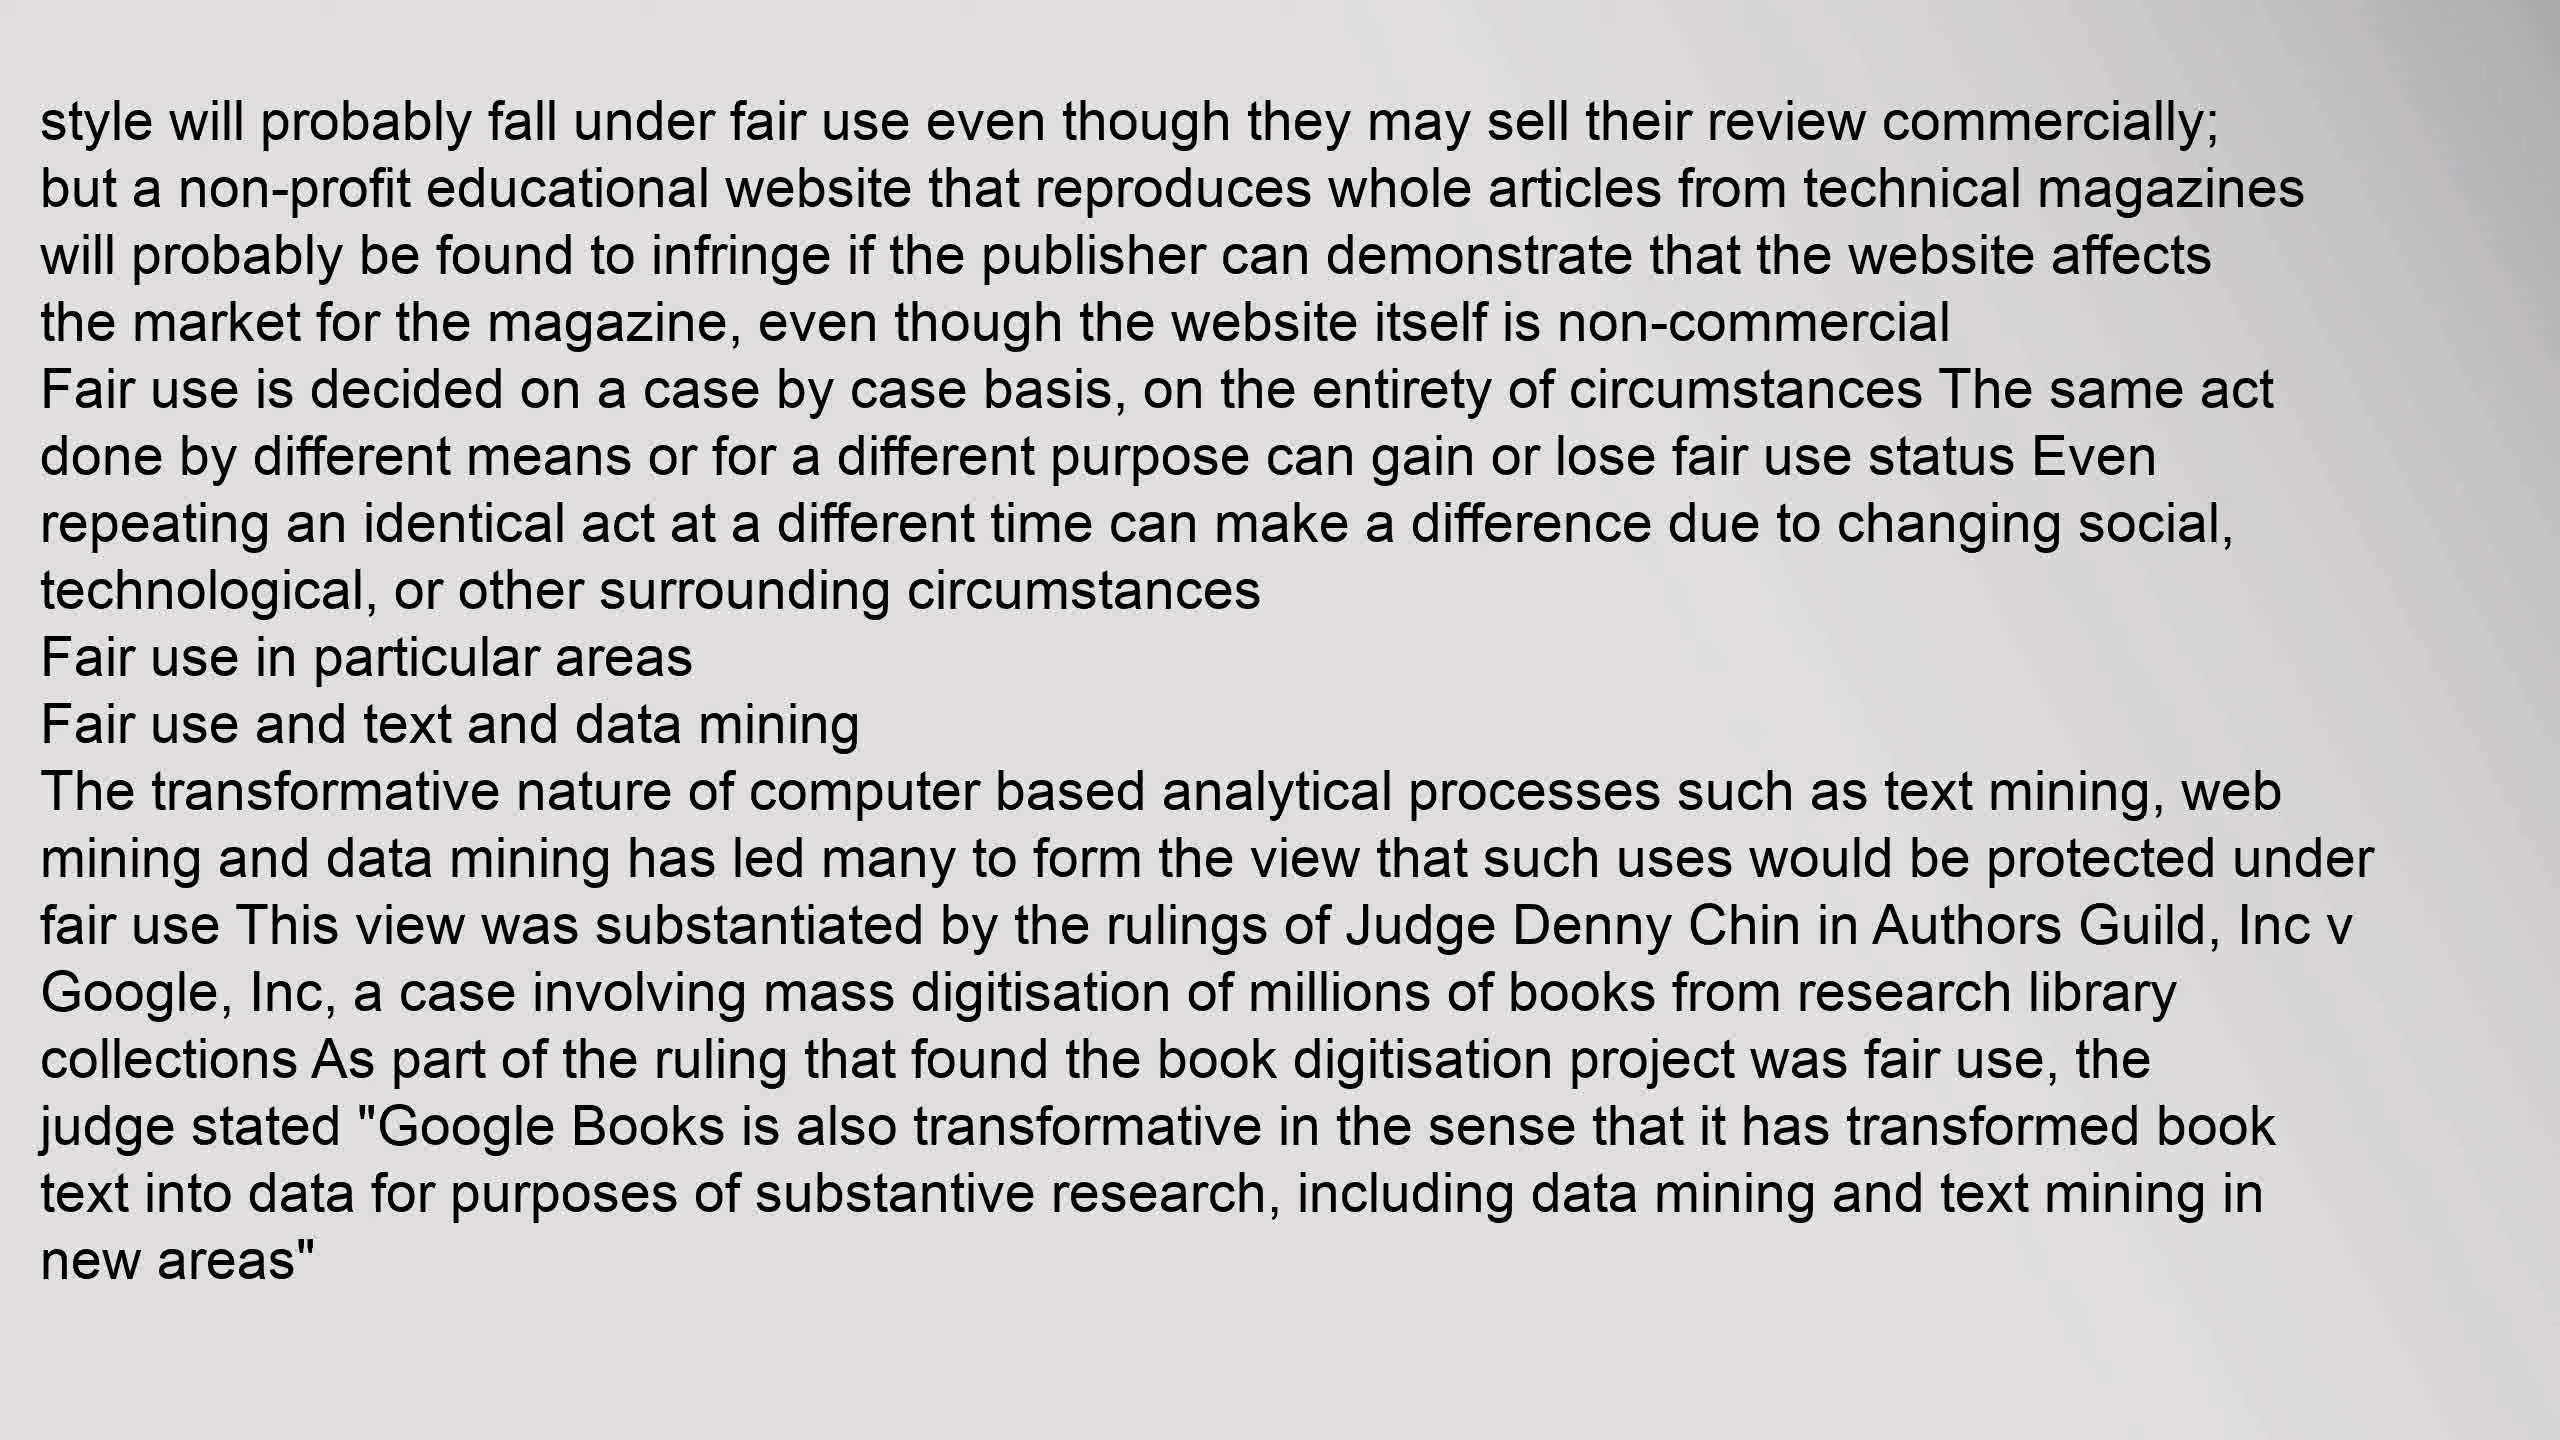 style will probably fall under fair use even though they may sell their review commercially;
but a non-profit educational website that reproduces whole articles from technical magazines
will probably be found to infringe if the publisher can demonstrate that the website affects
the market for the magazine, even though the website itself is non-commercial
Fair use is decided on a case by case basis, on the entirety of circumstances The same act
done by different means or for a different purpose can gain or lose fair use status Even
repeating an identical act at a different time can make a difference due to changing social,
technological, or other surrounding circumstances
Fair use in particular areas
Fair use and text and data mining
The transformative nature of computer based analytical processes such as text mining, web
mining and data mining has led many to form the view that such uses would be protected under
fair use This view was substantiated by the rulings of Judge Denny Chin in Authors Guild, Inc v
Google, Inc, a case involving mass digitisation of millions of books from research library
collections As part of the ruling that found the book digitisation project was fair use, the
judge stated "Google Books is also transformative in the sense that it has transformed book
text into data for purposes of substantive research, including data mining and text mining in
new areas"